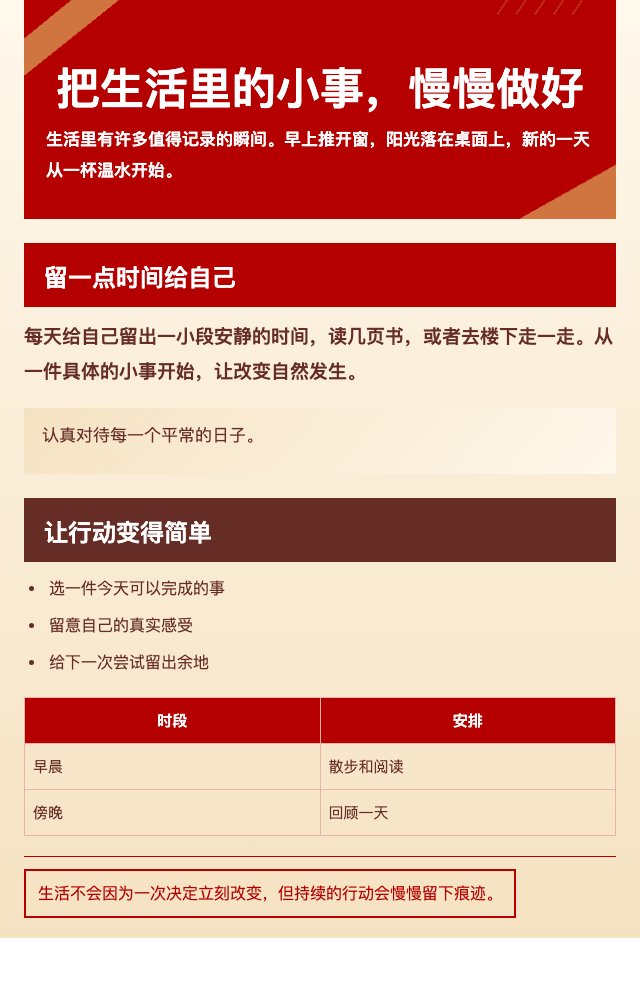 把生活里的小事，慢慢做好
生活里有许多值得记录的瞬间。早上推开窗，阳光落在桌面上，新的一天
从一杯温水开始。
留一点时间给自己
每天给自己留出一小段安静的时间，读几页书，或者去楼下走一走。从
一件具体的小事开始，让改变自然发生。
认真对待每一个平常的日子。
让行动变得简单
• 选一件今天可以完成的事
• 留意自己的真实感受
• 给下一次尝试留出余地
时段 安排
早晨 散步和阅读
傍晚 回顾一天
生活不会因为一次决定立刻改变，但持续的行动会慢慢留下痕迹。